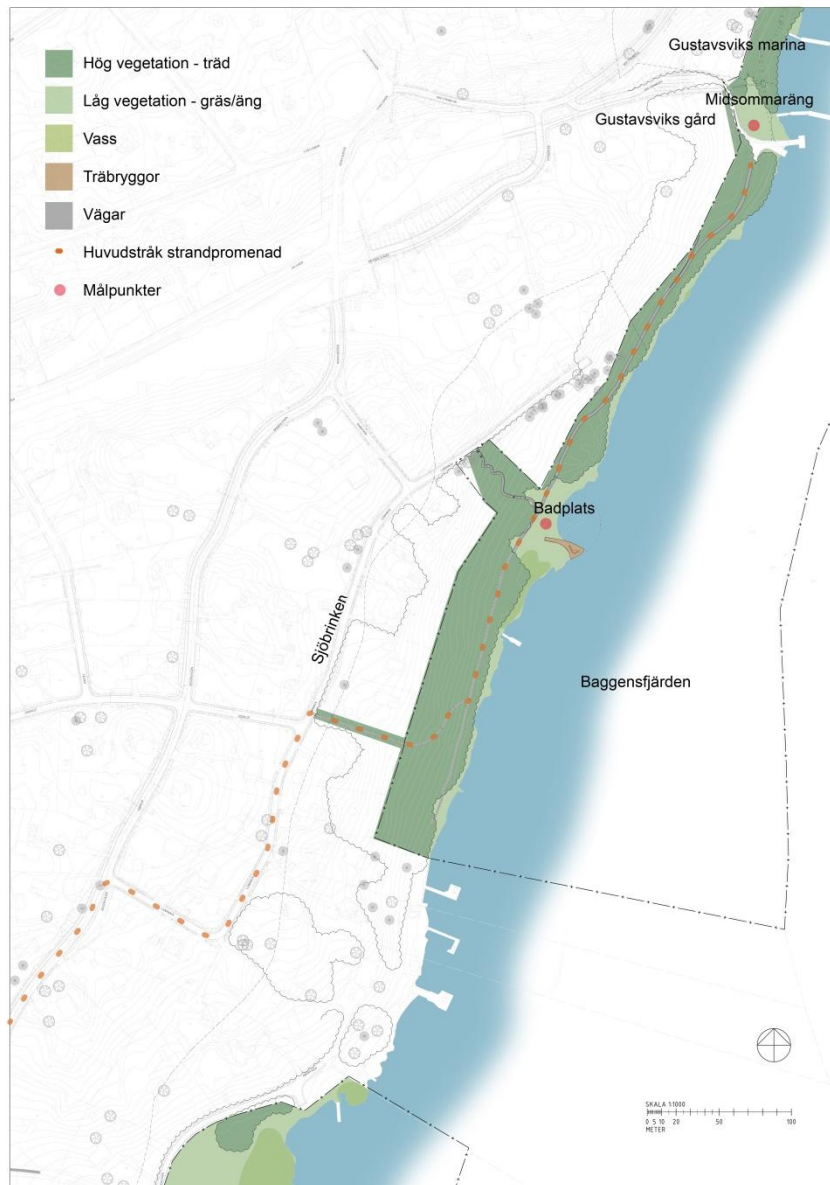 Hög vegetation - träd
Låg vegetation - gräs/äng
Vass
Träbryggor
Vägar
Huvudstråk strandpromenad
Målpunkter
Gustavsviks marina
Midsommaräng
Gustavsviks gård
Badplats
Sjöbrinken
Baggensfjärden
SKALA 1:1000
0 5 10 20 50 100
METER